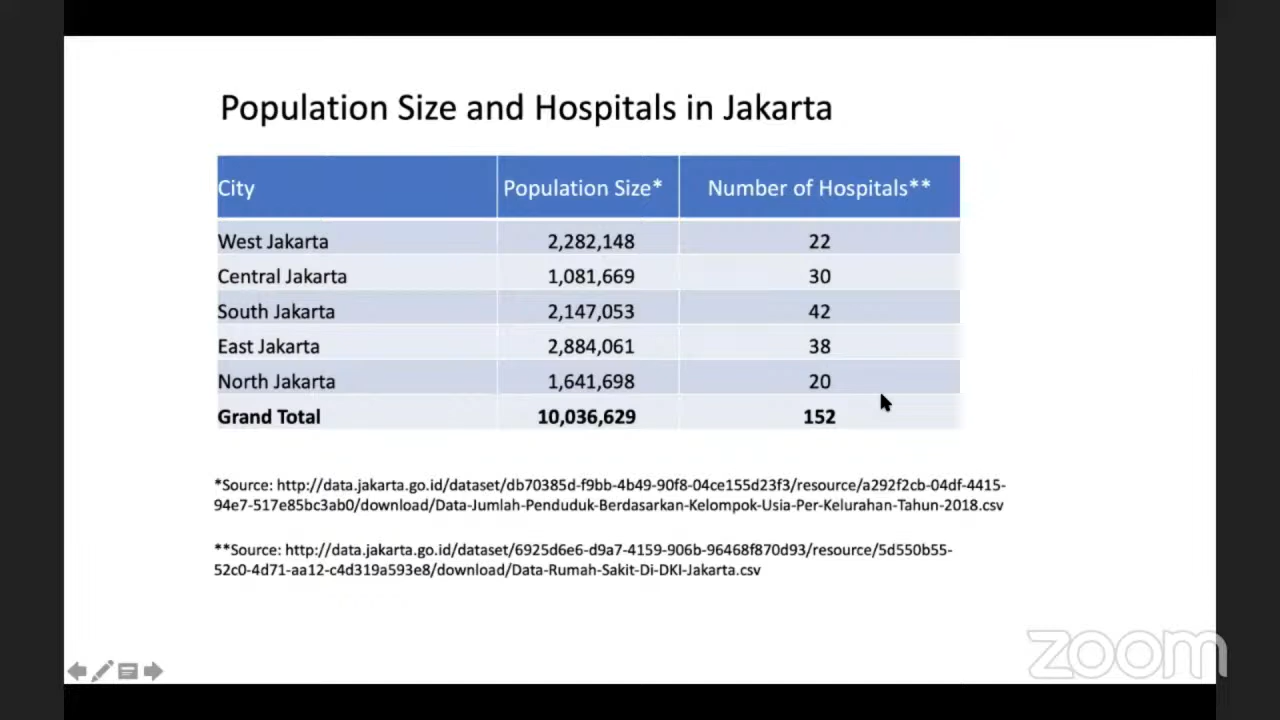 Population Size and Hospitals in Jakarta
City Population Size* Number of Hospitals**
West Jakarta 2,282,148 22
Central Jakarta 1,081,669 30
South Jakarta 2,147,053 42
East Jakarta 2,884,061 38
North Jakarta 1,641,698 20
Grand Total 10,036,629 152
*Source: http://data.jakarta.go.id/dataset/db70385d-f9bb-4b49-90f8-04ce155d23f3/resource/a292f2cb-04df-4415-
94e7-517e85bc3ab0/download/Data-Jumlah-Penduduk-Berdasarkan-Kelompok-Usia-Per-Kelurahan-Tahun-2018.csv
**Source: http://data.jakarta.go.id/dataset/6925d6e6-d9a7-4159-906b-96468f870d93/resource/5d550b55-
52c0-4d71-aa12-c4d319a593e8/download/Data-Rumah-Sakit-Di-DKI-Jakarta.csv
zoom